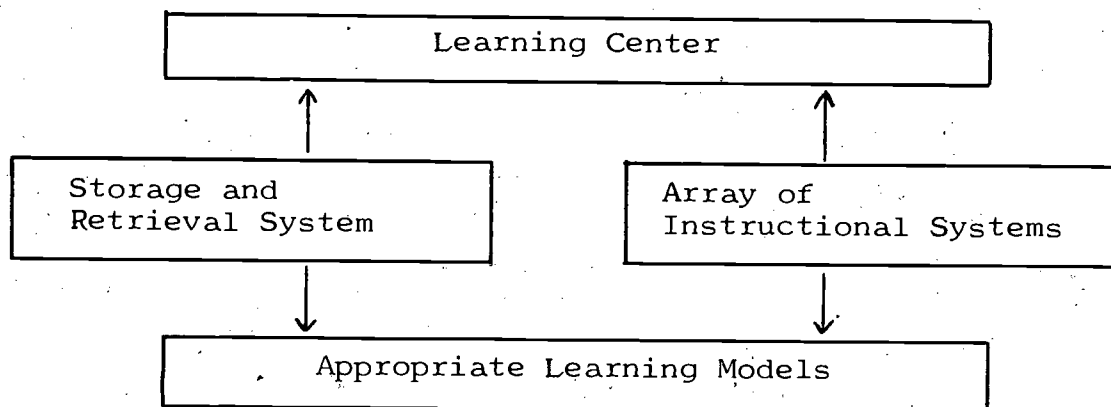 Learning Center
Storage and
Retrieval System
Array of
Instructional Systems
Appropriate Learning Models